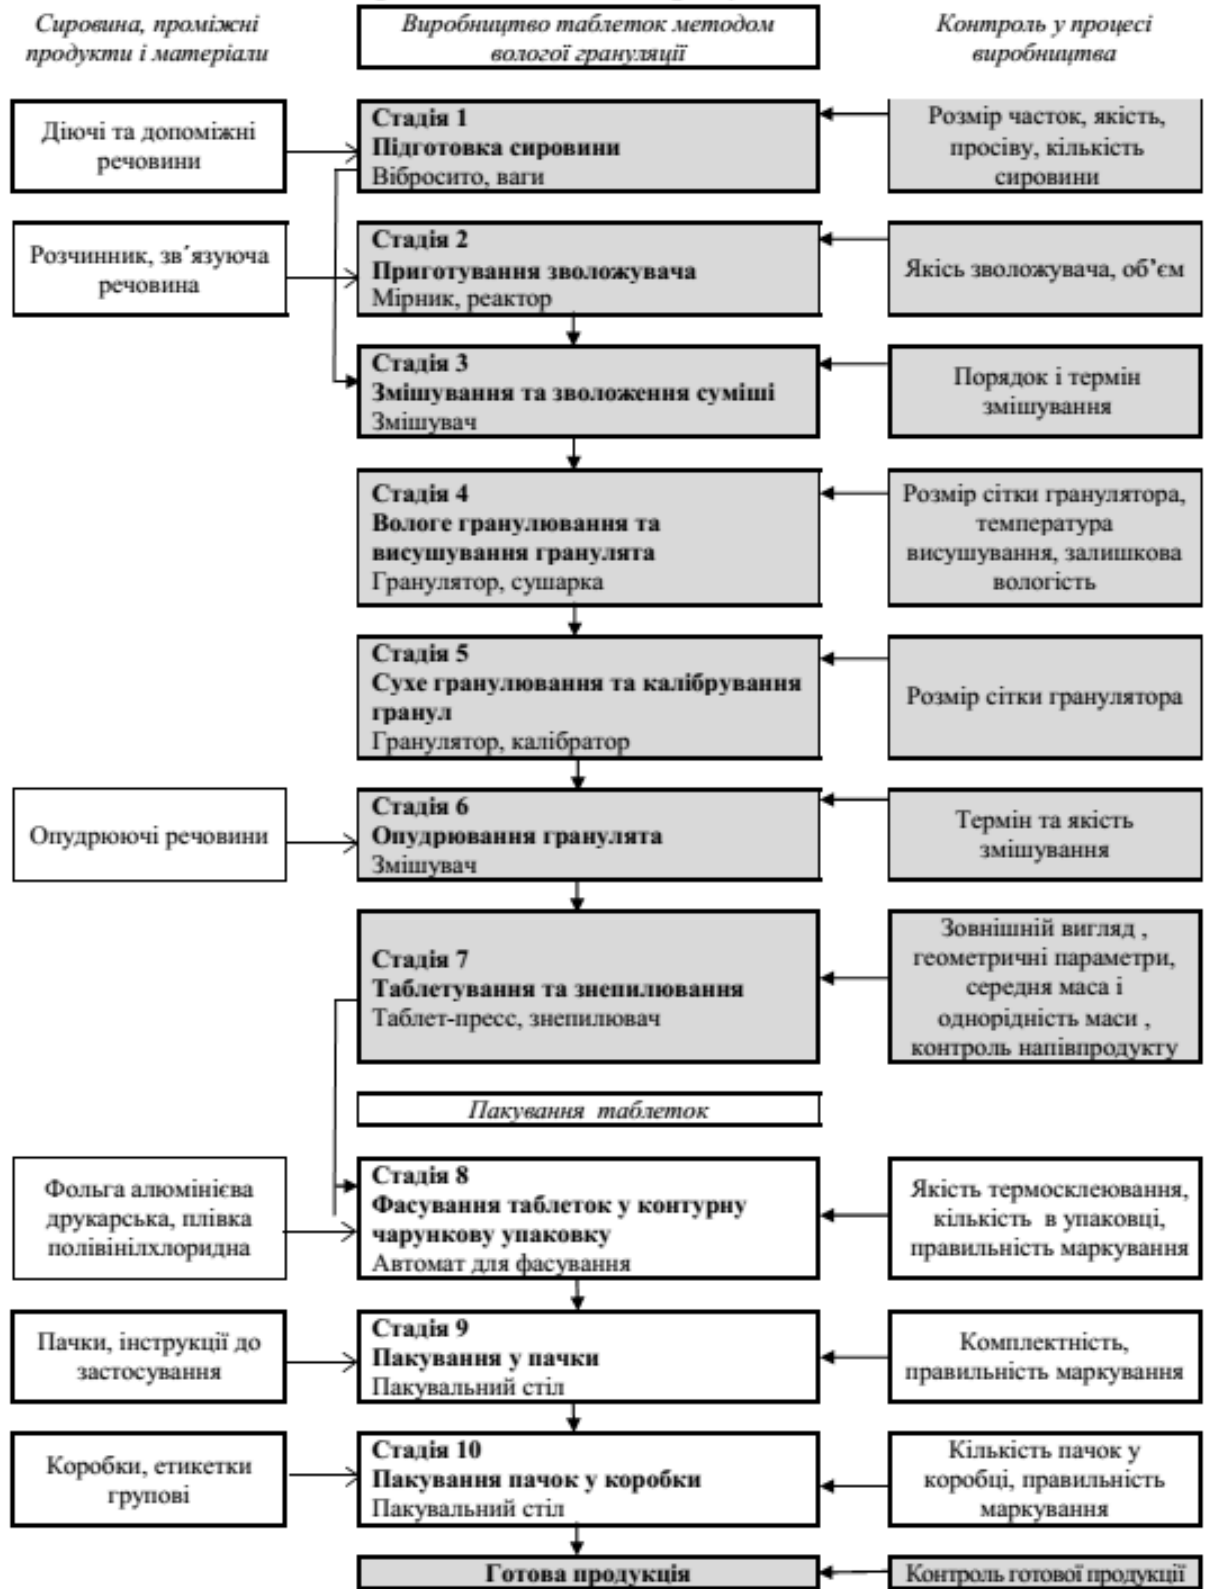 Сировина, проміжні
продукти і матеріали
Виробництво таблеток методом
вологої грануляції
Контроль у процесі
виробництва
Діючі та допоміжні
речовини
Стадія 1
Підготовка сировини
Вібросито, ваги
Розмір часток, якість,
просіву, кількість
сировини
Розчинник, зв´язуюча
речовина
Стадія 2
Приготування зволожувача
Мірник, реактор
Якісь зволожувача, об’єм
Стадія 3
Змішування та зволоження суміші
Змішувач
Порядок і термін
змішування
Стадія 4
Вологе гранулювання та
висушування гранулята
Гранулятор, сушарка
Розмір сітки гранулятора,
температура
висушування, залишкова
вологість
Стадія 5
Сухе гранулювання та калібрування
гранул
Гранулятор, калібратор
Розмір сітки гранулятора
Опудрюючі речовини
Стадія 6
Опудрювання гранулята
Змішувач
Термін та якість
змішування
Стадія 7
Таблетування та знепилювання
Таблет-пресс, знепилювач
Зовнішній вигляд ,
геометричні параметри,
середня маса і
однорідність маси ,
контроль напівпродукту
Пакування таблеток
Фольга алюмінієва
друкарська, плівка
полівінілхлоридна
Стадія 8
Фасування таблеток у контурну
чарункову упаковку
Автомат для фасування
Якість термосклеювання,
кількість в упаковці,
правильність маркування
Пачки, інструкції до
застосування
Стадія 9
Пакування у пачки
Пакувальний стіл
Комплектність,
правильність маркування
Коробки, етикетки
групові
Стадія 10
Пакування пачок у коробки
Пакувальний стіл
Кількість пачок у
коробці, правильність
маркування
Готова продукція
Контроль готової продукції